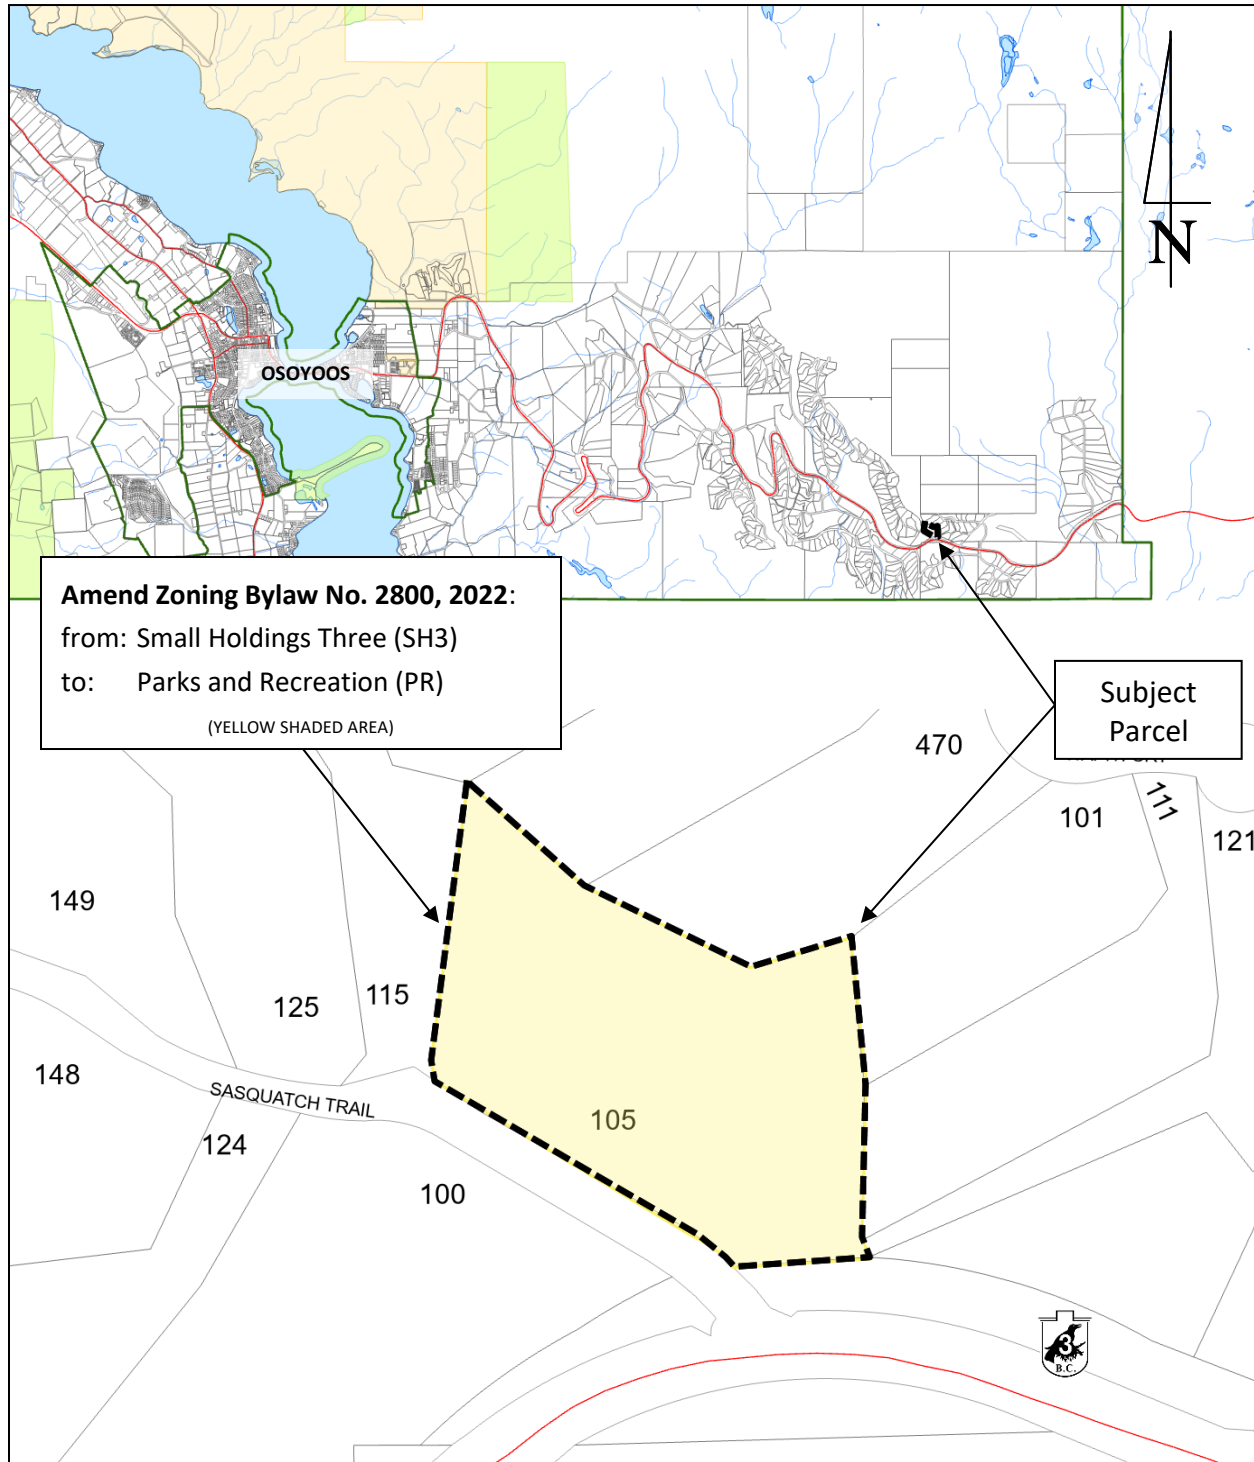 N
OSOYOOS
Amend Zoning Bylaw No. 2800, 2022:
from: Small Holdings Three (SH3)
to: Parks and Recreation (PR)
(YELLOW SHADED AREA)
Subject
Parcel
470
101
111
121
149
125
115
148
SASQUATCH TRAIL
124
105
100
3
B.C.